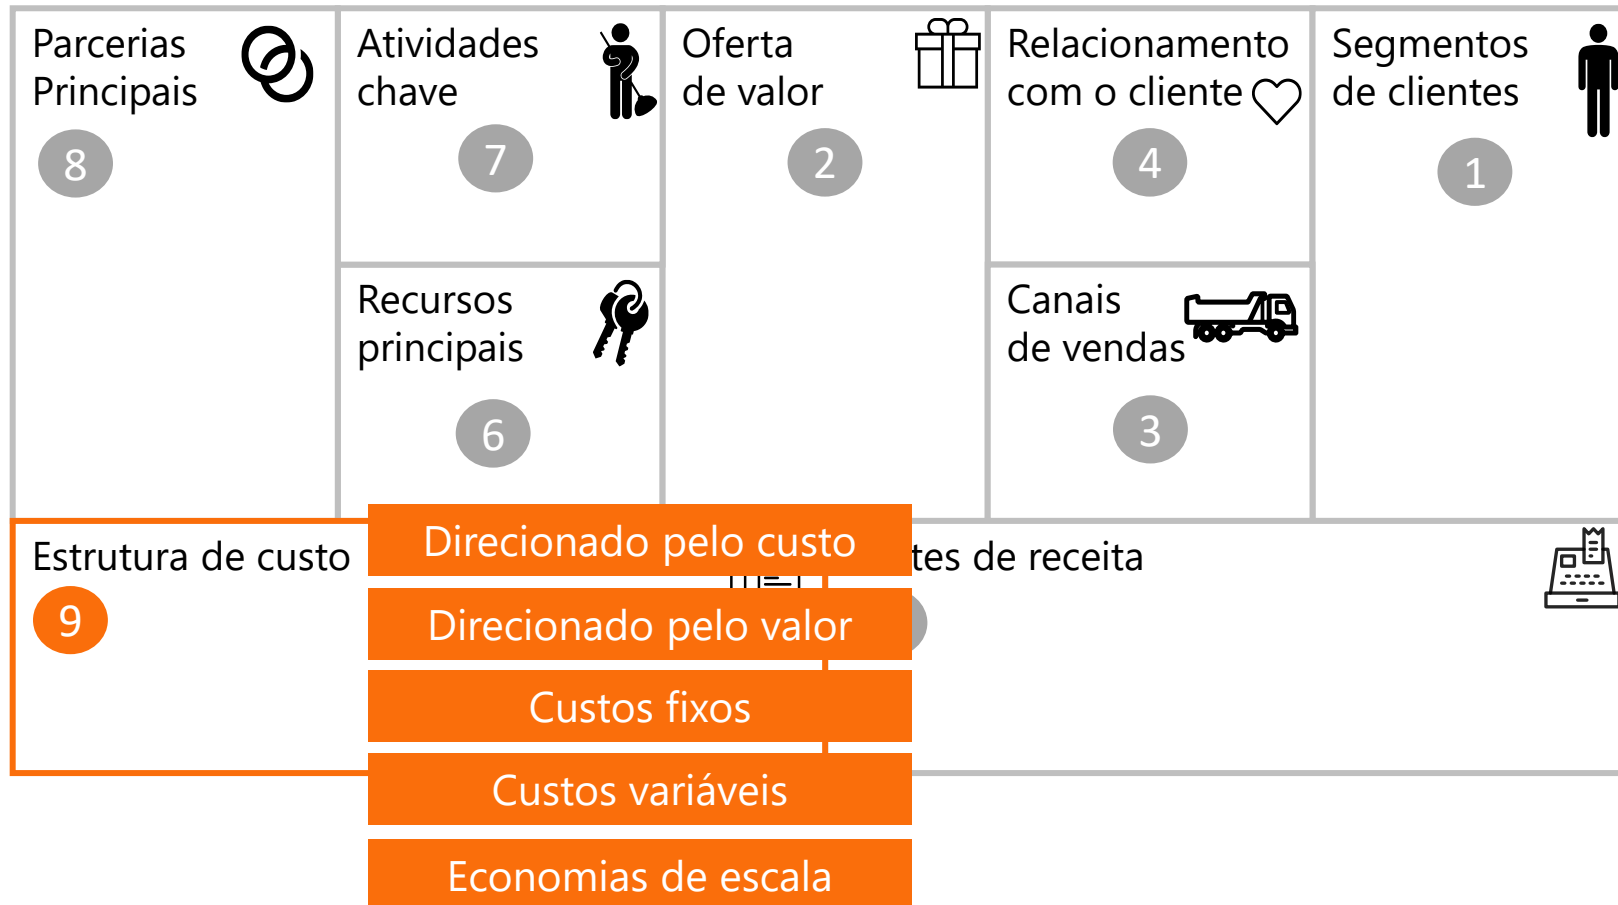 Parcerias
Principais
8
Atividades
chave
7
Oferta
de valor
2
Relacionamento
com o cliente
4
Segmentos
de clientes
1
Recursos
principais
6
Canais
de vendas
3
Estrutura de custo
9
tes de receita
Direcionado pelo custo
Direcionado pelo valor
Custos fixos
Custos variáveis
Economias de escala